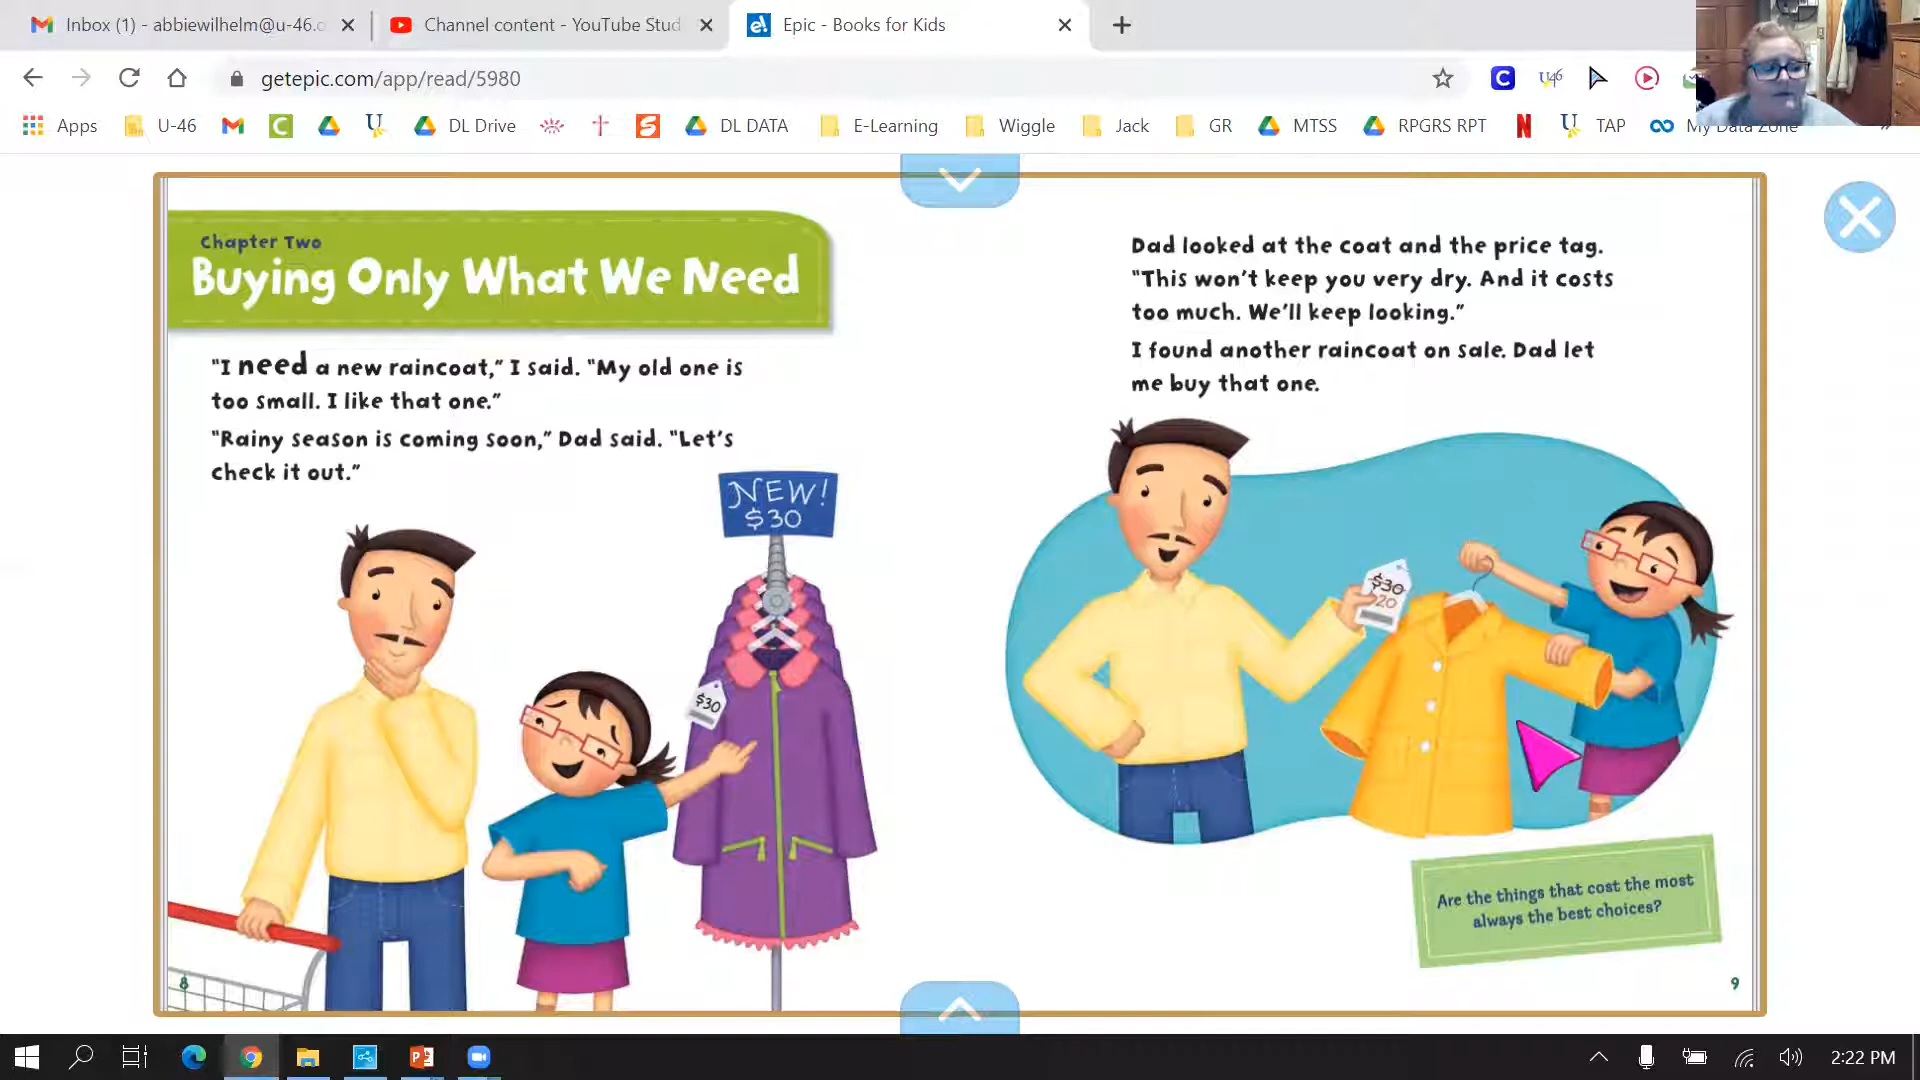 Inbox (1) - abbiewilhelm@u-46.o
Channel content - YouTube Stud
Epic - Books for Kids
getepic.com/app/read/5980
Apps
U-46
DL Drive
DL DATA
E-Learning
Wiggle
Jack
GR
MTSS
RPGRS RPT
TAP
My Data Zone
Chapter Two
Buying Only What We Need
"I need a new raincoat," I said. "My old one is
too small. I like that one."
"Rainy season is coming soon," Dad said. "Let's
check it out."
NEW!
$30
$30
8
Dad looked at the coat and the price tag.
"This won't keep you very dry. And it costs
too much. We'll keep looking."
I found another raincoat on sale. Dad let
me buy that one.
$30
20
Are the things that cost the most
always the best choices?
9
2:22 PM